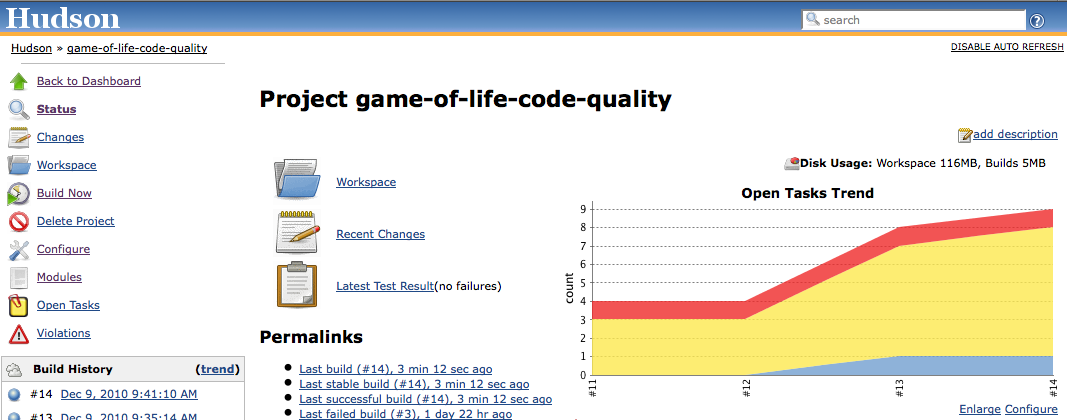 Hudson
search
Hudson » game-of-life-code-quality
DISABLE AUTO REFRESH
Back to Dashboard
Status
Changes
Workspace
Build Now
Delete Project
Configure
Modules
Open Tasks
Violations
Build History (trend)
#14 Dec 9, 2010 9:41:10 AM
#13 Dec 9, 2010 9:35:14 AM
Project game-of-life-code-quality
add description
Disk Usage: Workspace 116MB, Builds 5MB
Workspace
Recent Changes
Latest Test Result(no failures)
Permalinks
Last build (#14), 3 min 12 sec ago
Last stable build (#14), 3 min 12 sec ago
Last successful build (#14), 3 min 12 sec ago
Last failed build (#3), 1 day 22 hr ago
Open Tasks Trend
count
9
8
7
6
5
4
3
2
1
0
#11
#12
#13
#14
Enlarge Configure